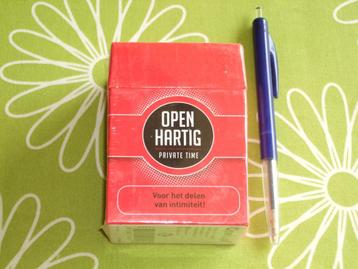 OPEN
HARTIG
PRIVATE TIME
Voor het delen
van intimiteit!